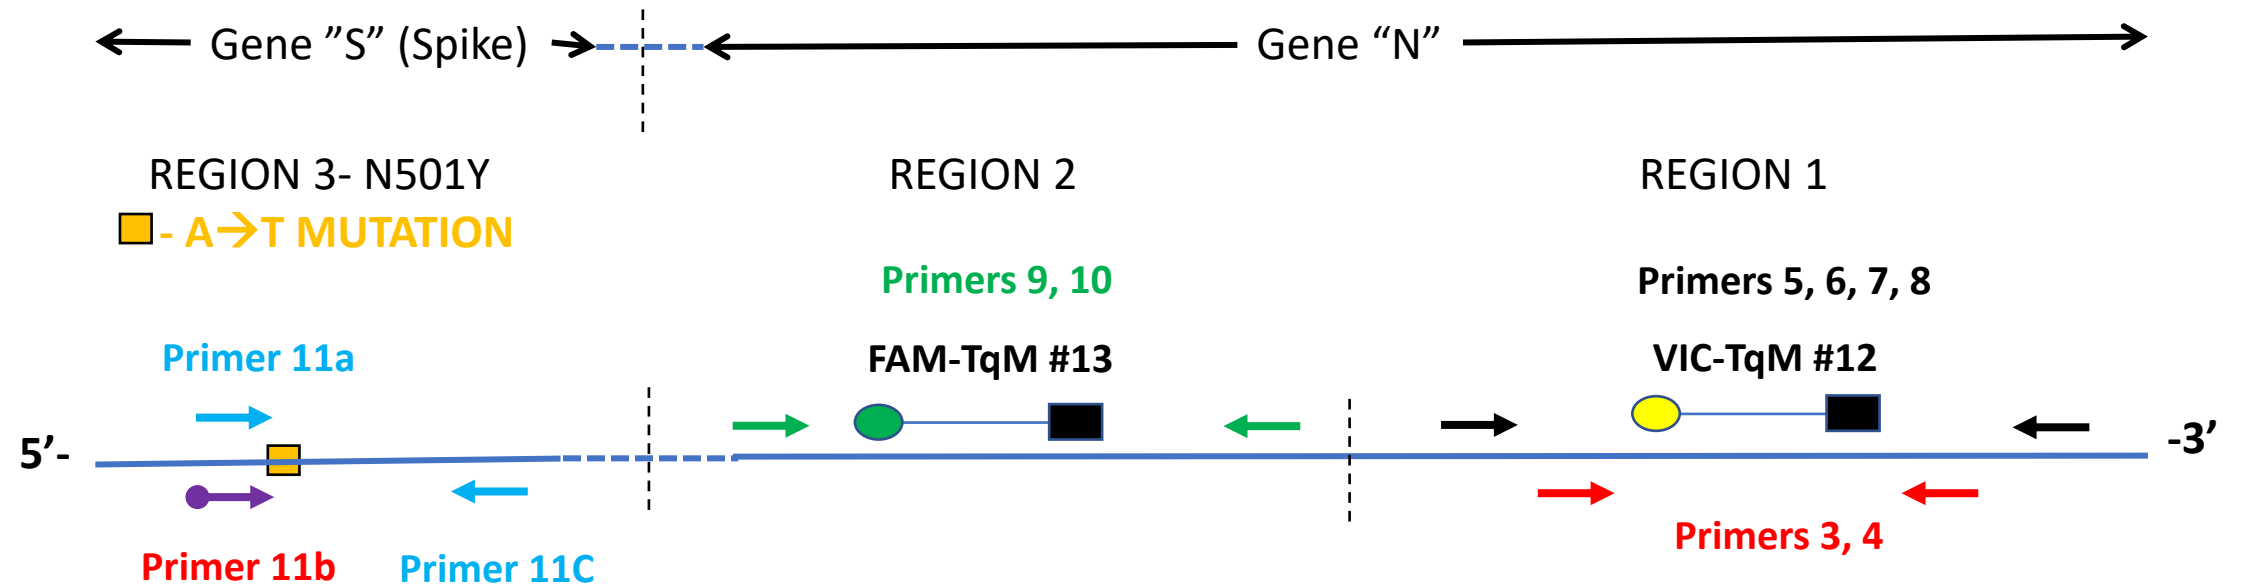 Gene ”S” (Spike)
Gene “N”
REGION 3- N501Y
REGION 2
REGION 1
- A→T MUTATION
Primers 9, 10
Primers 5, 6, 7, 8
Primer 11a
FAM-TqM #13
VIC-TqM #12
5’-
-3’
Primers 3, 4
Primer 11b
Primer 11C